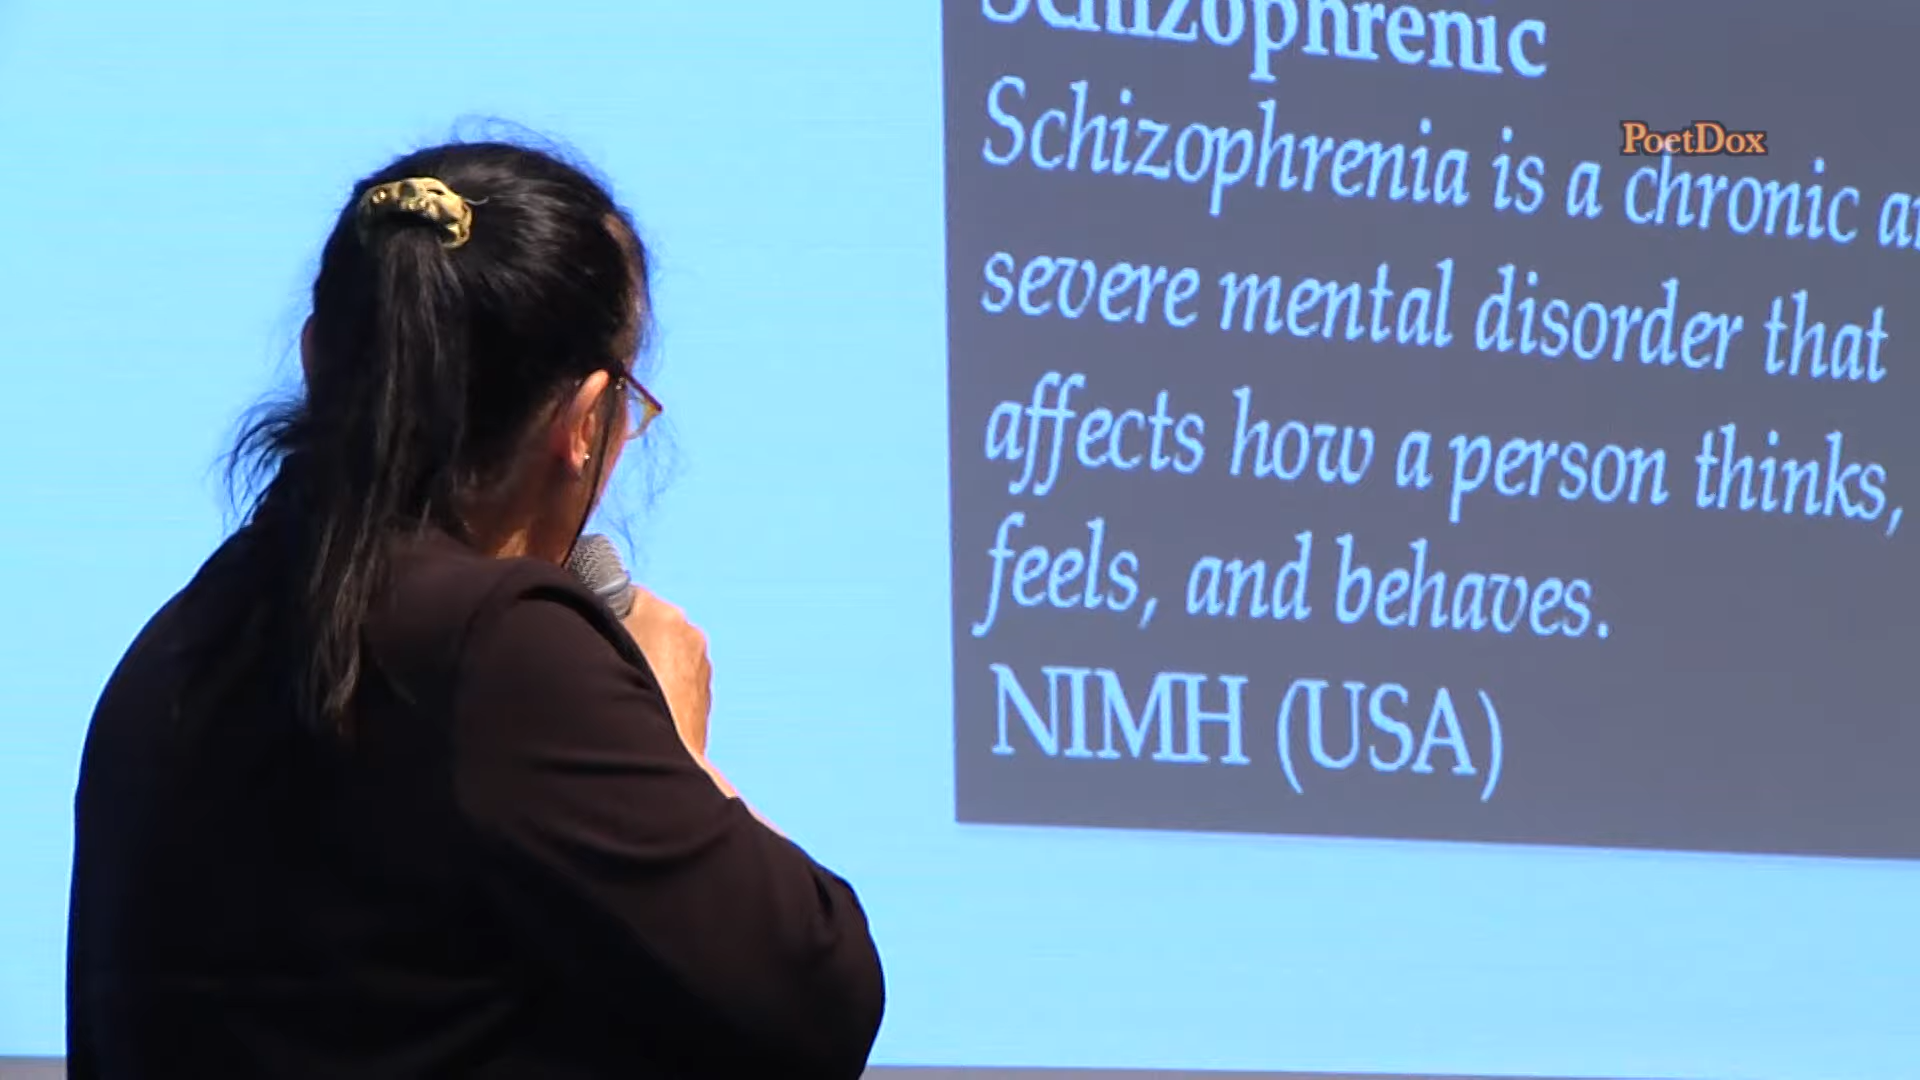 Schizophrenic
PoetDox
Schizophrenia is a chronic
severe mental disorder that
affects how a person thinks,
feels, and behaves.
NIMH (USA)